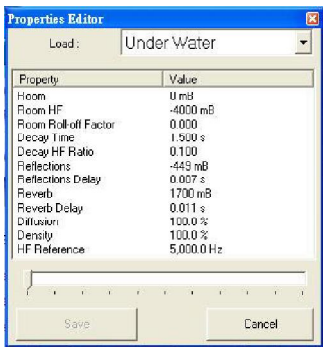 Properties Editor
Load :
Under Water
Property Value
Room 0 mB
Room HF -4000 mB
Room Roll-off Factor 0.000
Decay Time 1.500 s
Decay HF Ratio 0.100
Reflections -449 mB
Reflections Delay 0.007 s
Reverb 1700 mB
Reverb Delay 0.011 s
Diffusion 100.0 %
Density 100.0 %
HF Reference 5,000.0 Hz
Save Cancel